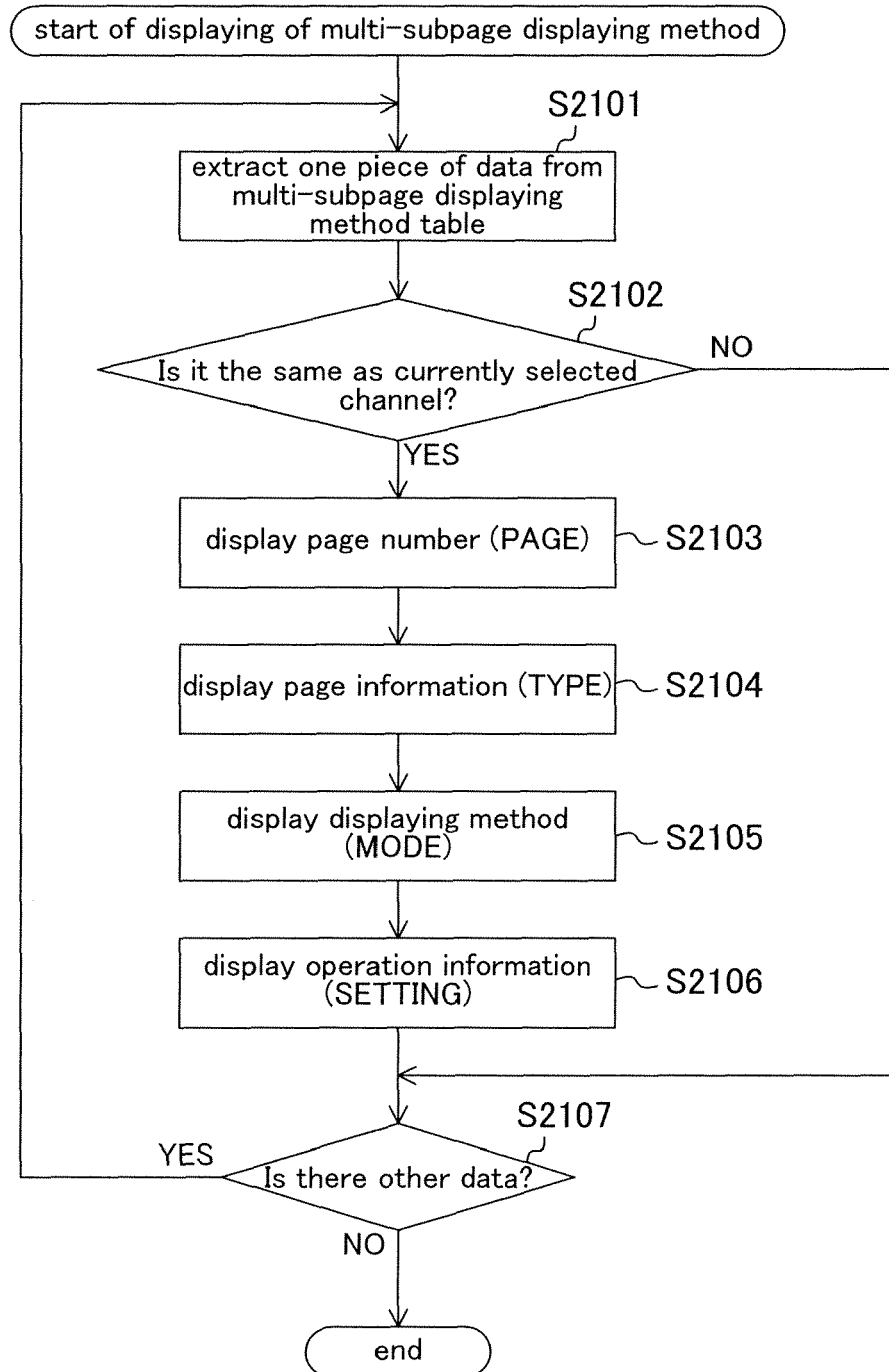 start of displaying of multi-subpage displaying method
S2101
extract one piece of data from
multi-subpage displaying
method table
S2102
NO
Is it the same as currently selected
channel?
YES
display page number (PAGE)
S2103
display page information (TYPE)
S2104
display displaying method
(MODE)
S2105
display operation information
(SETTING)
S2106
S2107
YES
Is there other data?
NO
end